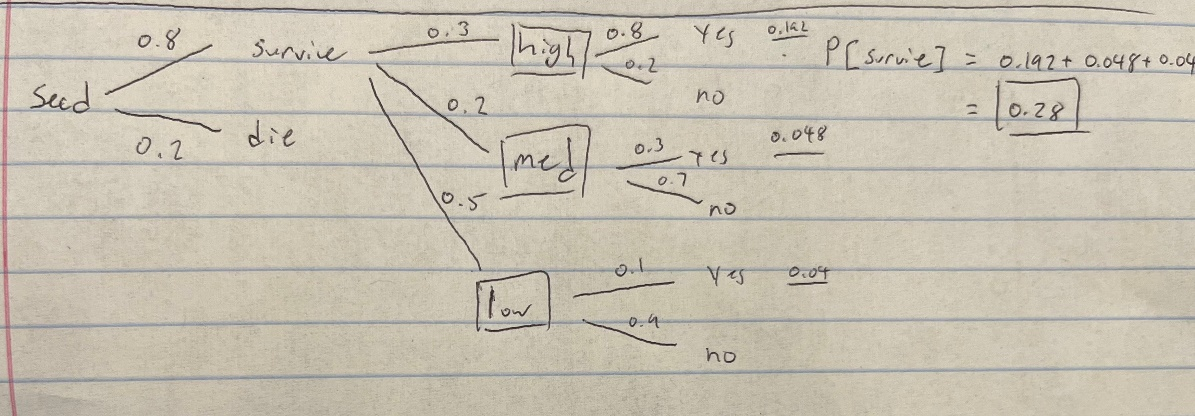 0.8 survie 0.3 high 0.8 Yes 0.192
0.2 no
P[survie] = 0.192 + 0.048 + 0.04
= 0.28
Seed
0.2 die
0.2 med 0.3 Yes 0.048
0.7 no
0.5 low 0.1 Yes 0.04
0.9 no